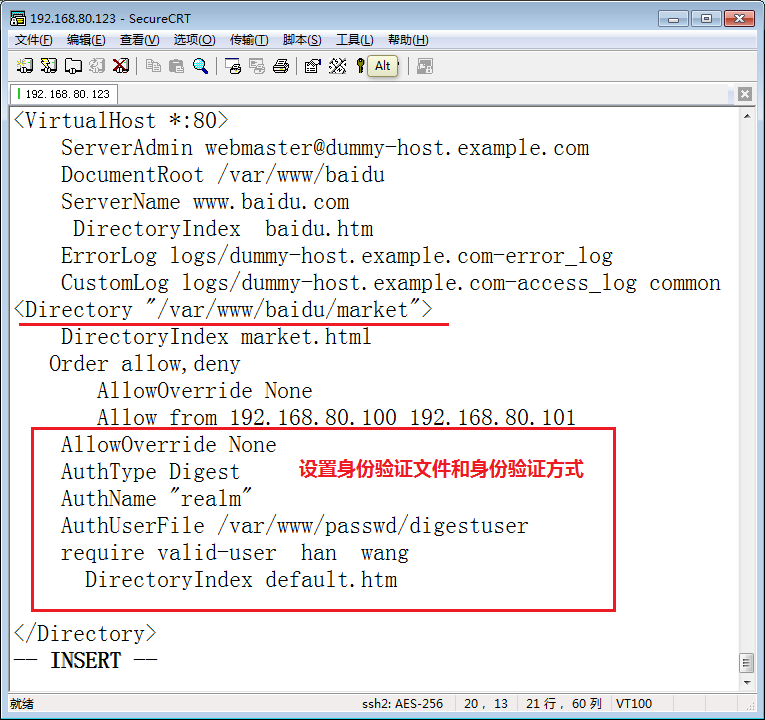 192.168.80.123 - SecureCRT
文件(F) 编辑(E) 查看(V) 选项(O) 传输(T) 脚本(S) 工具(L) 帮助(H)
Alt
192.168.80.123
<VirtualHost *:80>
ServerAdmin webmaster@dummy-host.example.com
DocumentRoot /var/www/baidu
ServerName www.baidu.com
DirectoryIndex  baidu.htm
ErrorLog logs/dummy-host.example.com-error_log
CustomLog logs/dummy-host.example.com-access_log common
<Directory "/var/www/baidu/market">
DirectoryIndex market.html
Order allow,deny
AllowOverride None
Allow from 192.168.80.100 192.168.80.101
AllowOverride None
AuthType Digest
设置身份验证文件和身份验证方式
AuthName "realm"
AuthUserFile /var/www/passwd/digestuser
require valid-user  han  wang
DirectoryIndex default.htm
</Directory>
-- INSERT --
就绪 ssh2: AES-256 20, 13 21 行, 60 列 VT100